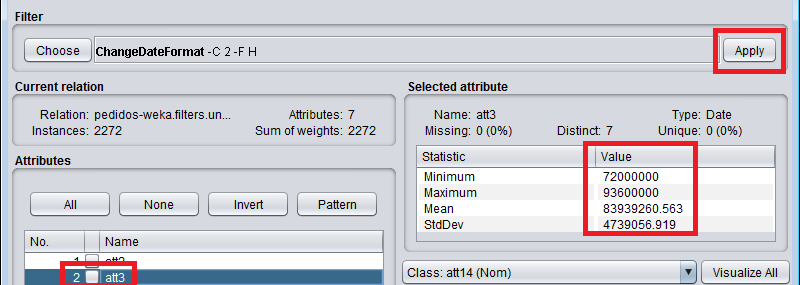 Filter
Choose ChangeDateFormat -C 2 -F H Apply
Current relation
Relation: pedidos-weka.filters.un... Attributes: 7
Instances: 2272 Sum of weights: 2272
Selected attribute
Name: att3 Type: Date
Missing: 0 (0%) Distinct: 7 Unique: 0 (0%)
Statistic Value
Minimum 72000000
Maximum 93600000
Mean 83939260.563
StdDev 4739056.919
Attributes
All None Invert Pattern
No. Name
2 att3
Class: att14 (Nom) Visualize All